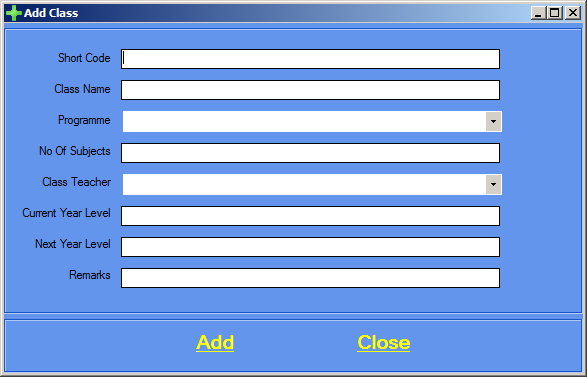 Add Class
Short Code
Class Name
Programme
No Of Subjects
Class Teacher
Current Year Level
Next Year Level
Remarks
Add Close